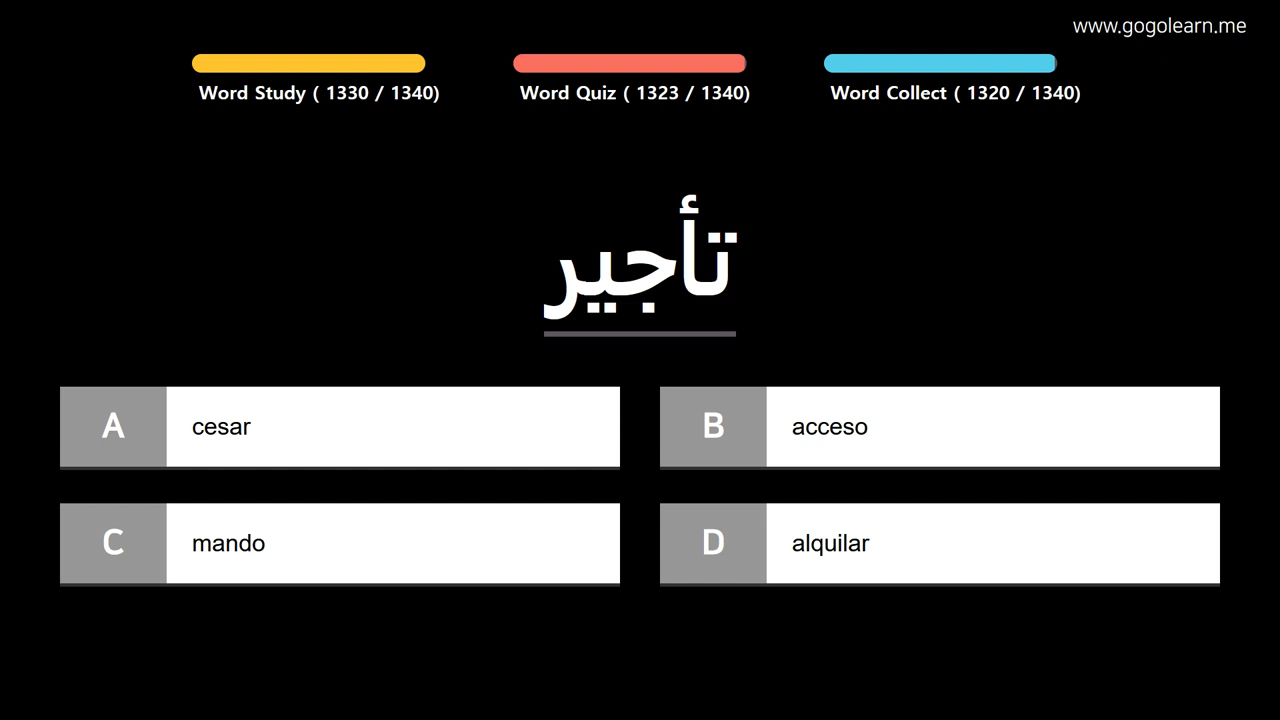 www.gogolearn.me
Word Study ( 1330 / 1340)
Word Quiz ( 1323 / 1340)
Word Collect ( 1320 / 1340)
تأجير
A cesar
B acceso
C mando
D alquilar